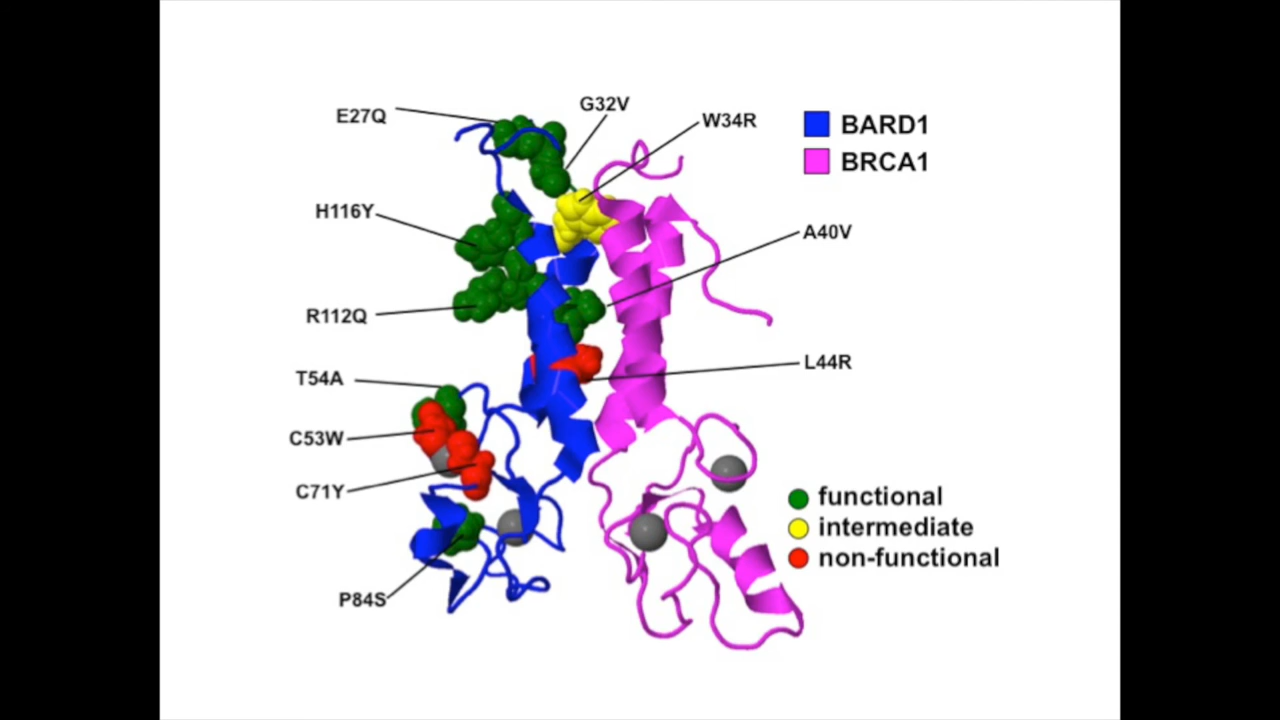 E27Q
G32V
W34R
BARD1
BRCA1
H116Y
A40V
R112Q
T54A
L44R
C53W
C71Y
functional
intermediate
non-functional
P84S